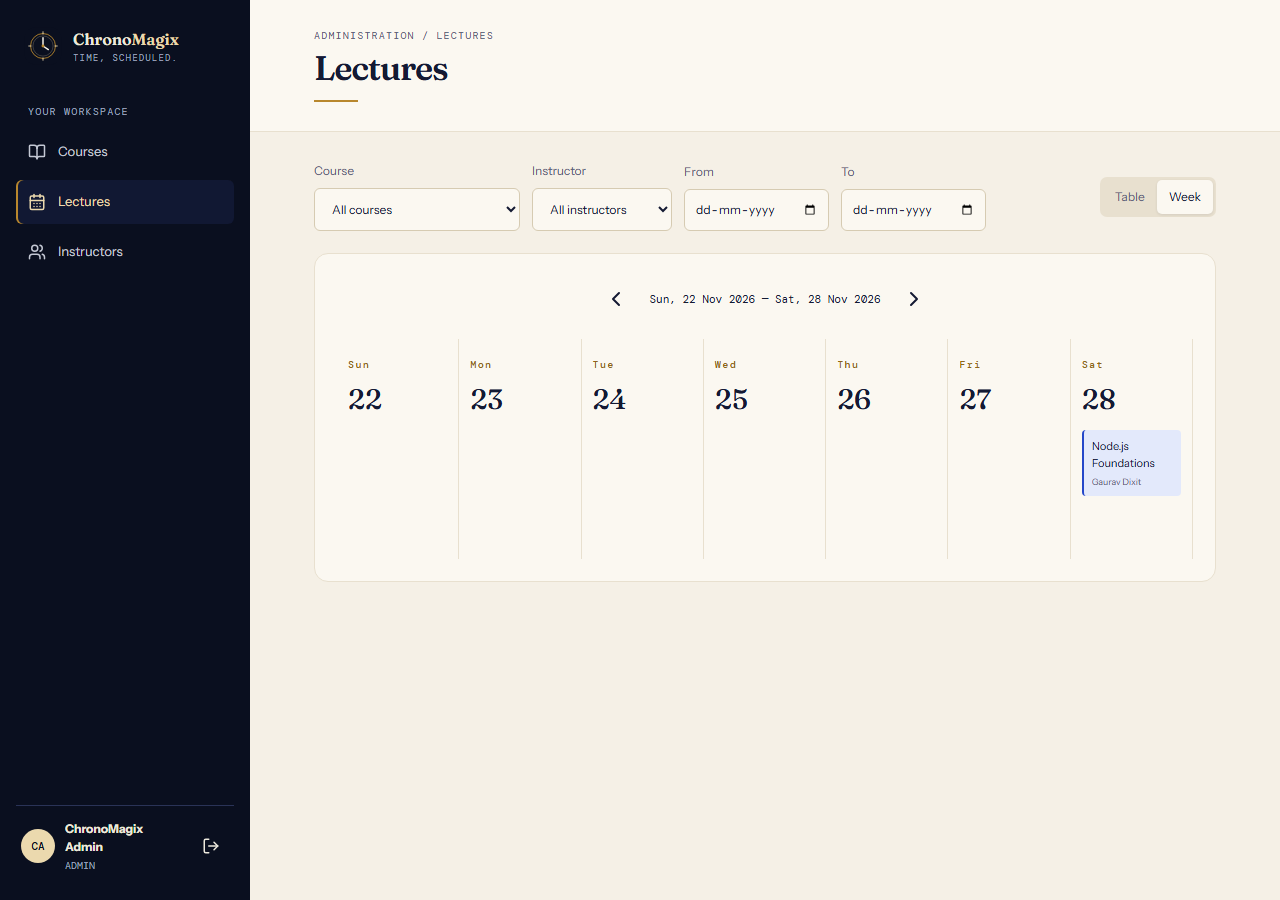 ChronoMagix
TIME, SCHEDULED.
YOUR WORKSPACE
Courses
Lectures
Instructors
CA
ChronoMagix
Admin
ADMIN
ADMINISTRATION / LECTURES
Lectures
Course
Instructor
From
To
All courses
All instructors
dd-mm-yyyy
dd-mm-yyyy
Table
Week
Sun, 22 Nov 2026 — Sat, 28 Nov 2026
Sun
Mon
Tue
Wed
Thu
Fri
Sat
22
23
24
25
26
27
28
Node.js
Foundations
Gaurav Dixit